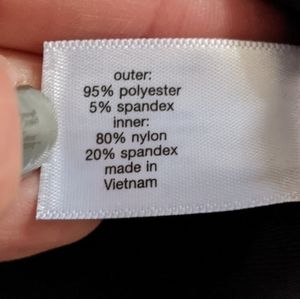 outer:
95% polyester
5% spandex
inner:
80% nylon
20% spandex
made in
Vietnam